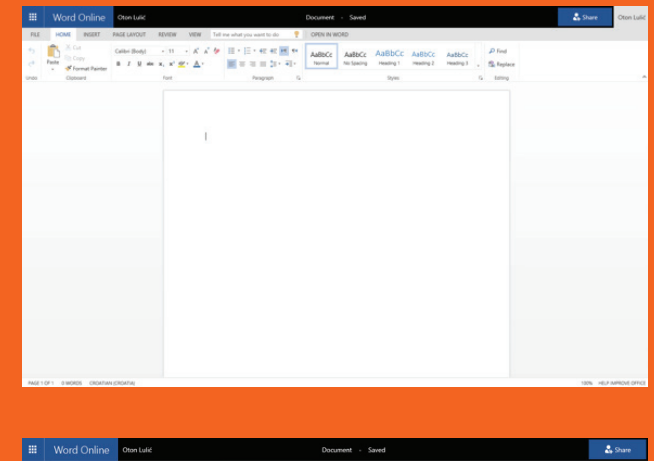 Word Online Oton Lulić Document - Saved Share Oton Lulić
FILE HOME INSERT PAGE LAYOUT REVIEW VIEW Tell me what you want to do OPEN IN WORD
Cut
Copy
Paste Format Painter
Calibri (Body) 11
B I U abc
AaBbCc AaBbCc AaBbCc AaBbCc AaBbCc
Normal No Spacing Heading 1 Heading 2 Heading 3
Find
Replace
Undo Clipboard Font Paragraph Styles Editing
PAGE 1 OF 1 0 WORDS CROATIAN (CROATIA) 100% HELP IMPROVE OFFICE
Word Online Oton Lulić Document - Saved Share